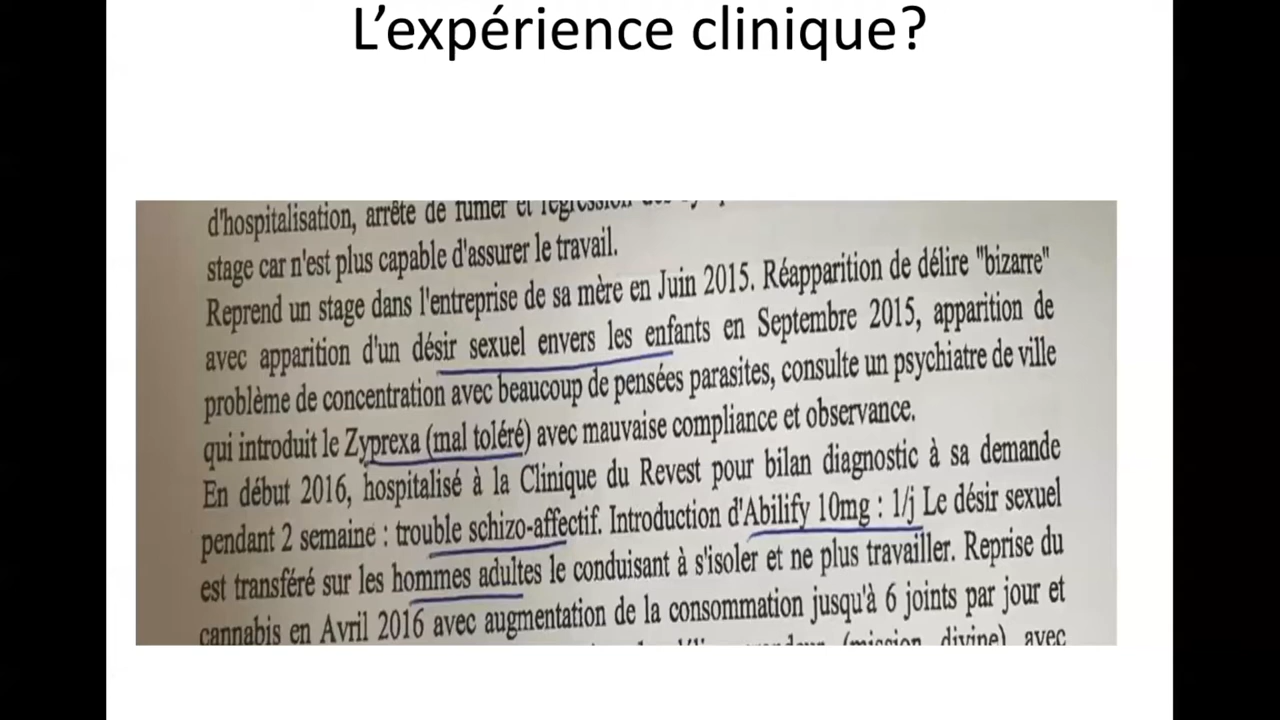 L'expérience clinique?
d'hospitalisation, arrête de fumer et régression
stage car n'est plus capable d'assurer le travail.
Reprend un stage dans l'entreprise de sa mère en Juin 2015. Réapparition de délire "bizarre"
avec apparition d'un désir sexuel envers les enfants en Septembre 2015, apparition de
problème de concentration avec beaucoup de pensées parasites, consulte un psychiatre de ville
qui introduit le Zyprexa (mal toléré) avec mauvaise compliance et observance.
En début 2016, hospitalisé à la Clinique du Revest pour bilan diagnostic à sa demande
pendant 2 semaine : trouble schizo-affectif. Introduction d'Abilify 10mg : 1/j Le désir sexuel
est transféré sur les hommes adultes le conduisant à s'isoler et ne plus travailler. Reprise du
cannabis en Avril 2016 avec augmentation de la consommation jusqu'à 6 joints par jour et
(mission divine) avec